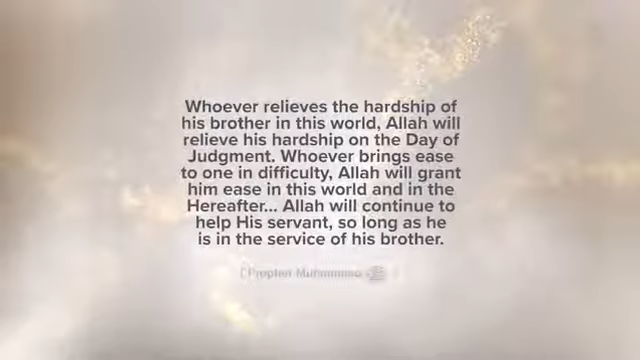 Whoever relieves the hardship of
his brother in this world, Allah will
relieve his hardship on the Day of
Judgment. Whoever brings ease
to one in difficulty, Allah will grant
him ease in this world and in the
Hereafter... Allah will continue to
help His servant, so long as he
is in the service of his brother.
Prophet Muhammad ﷺ